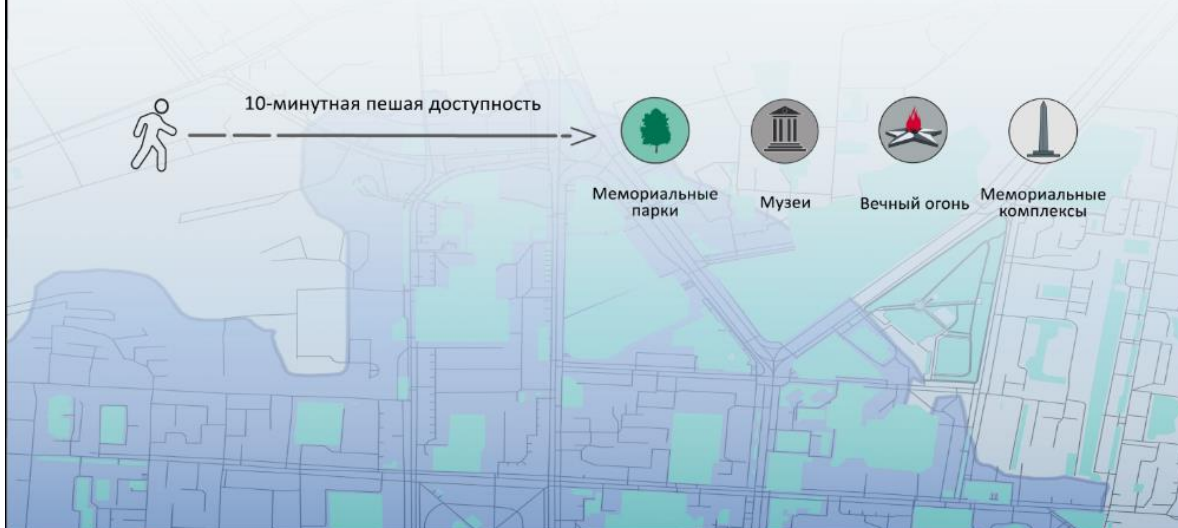 10-минутная пешая доступность
Мемориальные
парки
Музеи
Вечный огонь
Мемориальные
комплексы